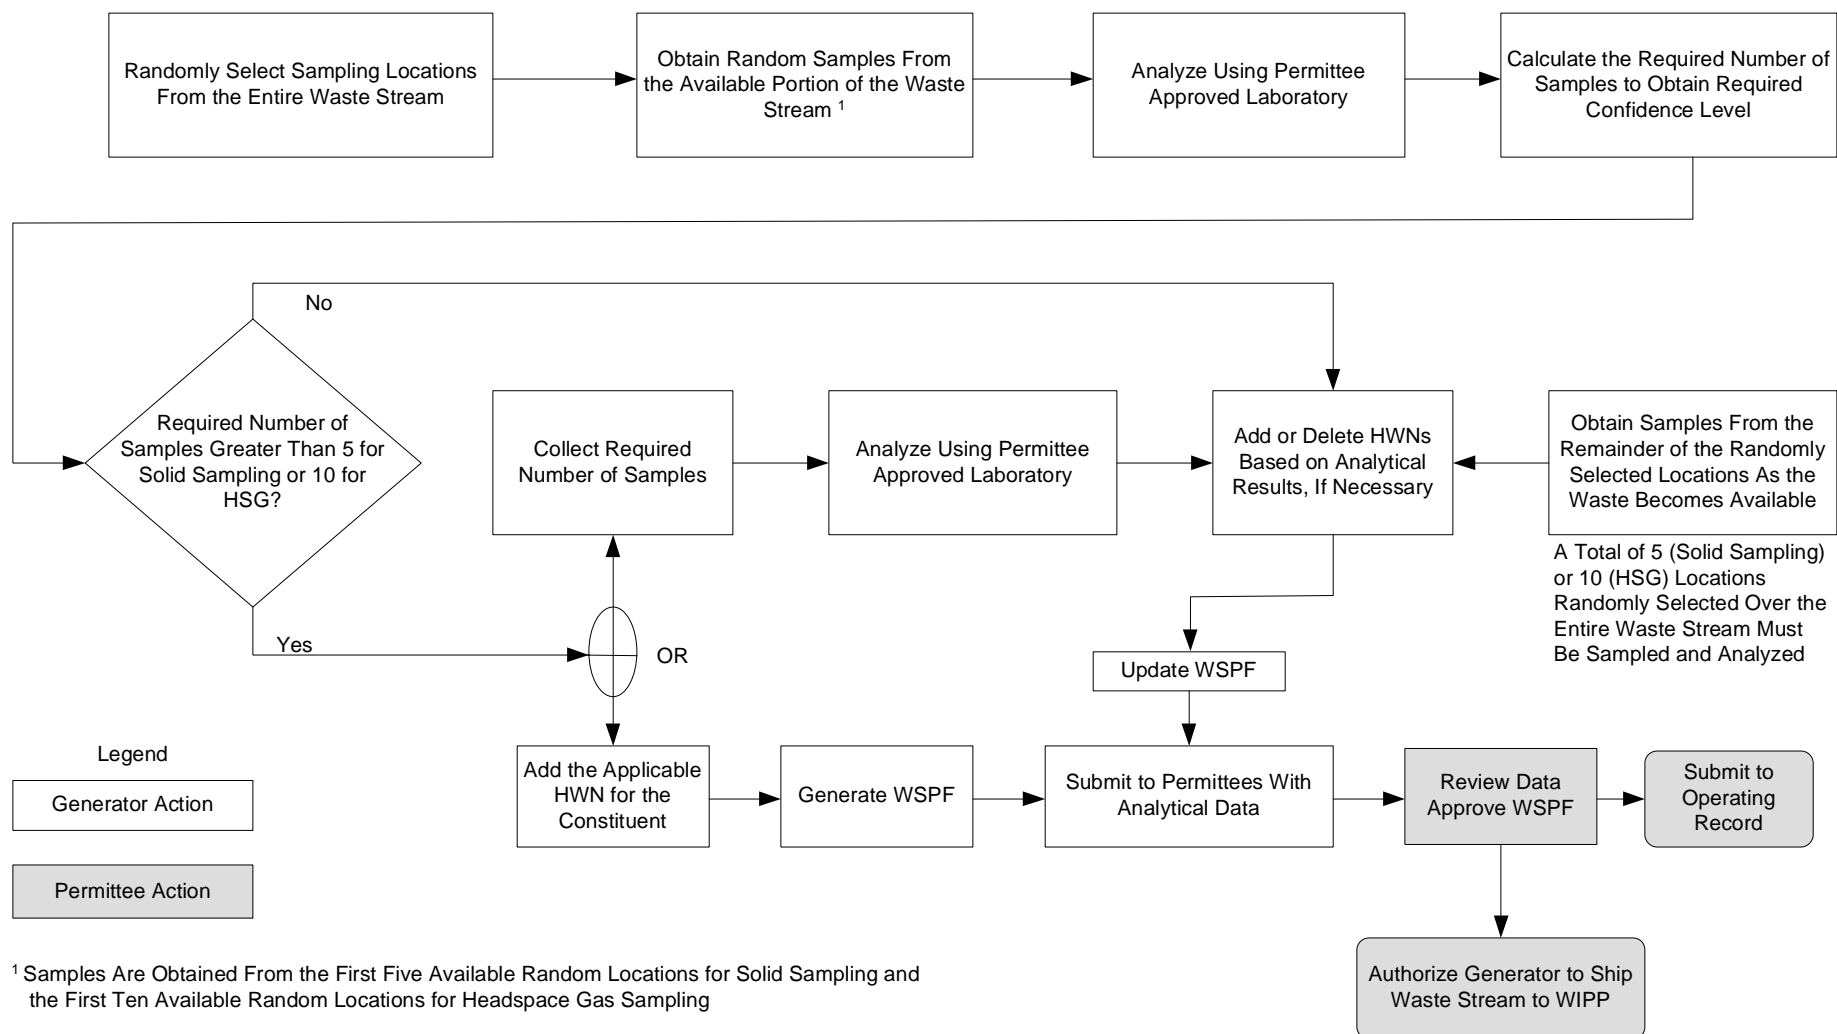 Randomly Select Sampling Locations
From the Entire Waste Stream
Obtain Random Samples From
the Available Portion of the Waste
Stream 1
Analyze Using Permittee
Approved Laboratory
Calculate the Required Number of
Samples to Obtain Required
Confidence Level
No
Required Number of
Samples Greater Than 5 for
Solid Sampling or 10 for
HSG?
Collect Required
Number of Samples
Analyze Using Permittee
Approved Laboratory
Add or Delete HWNs
Based on Analytical
Results, If Necessary
Obtain Samples From the
Remainder of the Randomly
Selected Locations As the
Waste Becomes Available
A Total of 5 (Solid Sampling)
or 10 (HSG) Locations
Randomly Selected Over the
Entire Waste Stream Must
Be Sampled and Analyzed
Yes
OR
Update WSPF
Add the Applicable
HWN for the
Constituent
Generate WSPF
Submit to Permittees With
Analytical Data
Review Data
Approve WSPF
Submit to
Operating
Record
Legend
Generator Action
Permittee Action
Authorize Generator to Ship
Waste Stream to WIPP
1 Samples Are Obtained From the First Five Available Random Locations for Solid Sampling and
the First Ten Available Random Locations for Headspace Gas Sampling